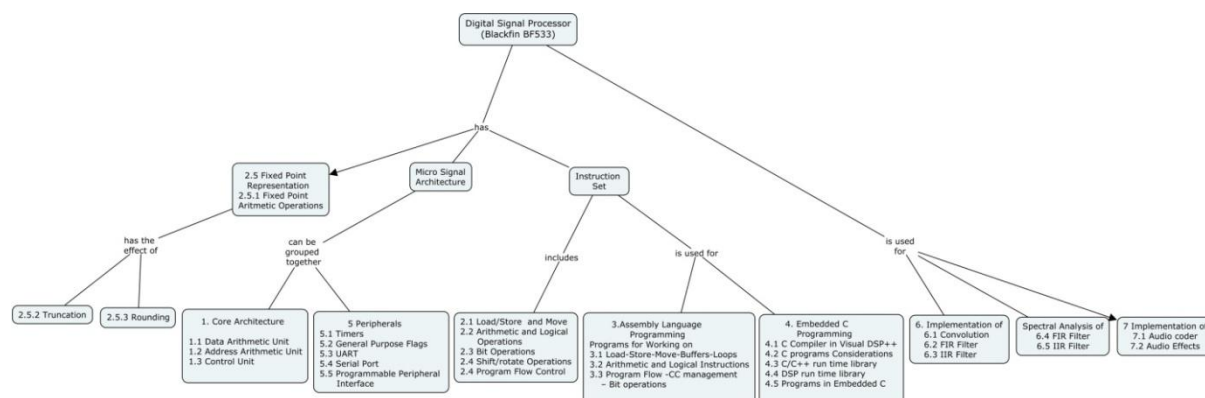 Digital Signal Processor
(Blackfin BF533)
has
2.5 Fixed Point
Representation
2.5.1 Fixed Point
Aritmetic Operations
Micro Signal
Architecture
Instruction
Set
has the
effect of
can be
grouped
together
includes
is used for
is used
for
2.5.2 Truncation
2.5.3 Rounding
1. Core Architecture
1.1 Data Arithmetic Unit
1.2 Address Arithmetic Unit
1.3 Control Unit
5 Peripherals
5.1 Timers
5.2 General Purpose Flags
5.3 UART
5.4 Serial Port
5.5 Programmable Peripheral
Interface
2.1 Load/Store and Move
2.2 Arithmetic and Logical
Operations
2.3 Bit Operations
2.4 Shift/rotate Operations
2.4 Program Flow Control
3.Assembly Language
Programming
Programs for Working on
3.1 Load-Store-Move-Buffers-Loops
3.2 Arithmetic and Logical Instructions
3.3 Program Flow -CC management
– Bit operations
4. Embedded C
Programming
4.1 C Compiler in Visual DSP++
4.2 C programs Considerations
4.3 C/C++ run time library
4.4 DSP run time library
4.5 Programs in Embedded C
6. Implementation of
6.1 Convolution
6.2 FIR Filter
6.3 IIR Filter
Spectral Analysis of
6.4 FIR Filter
6.5 IIR Filter
7 Implementation of
7.1 Audio coder
7.2 Audio Effects